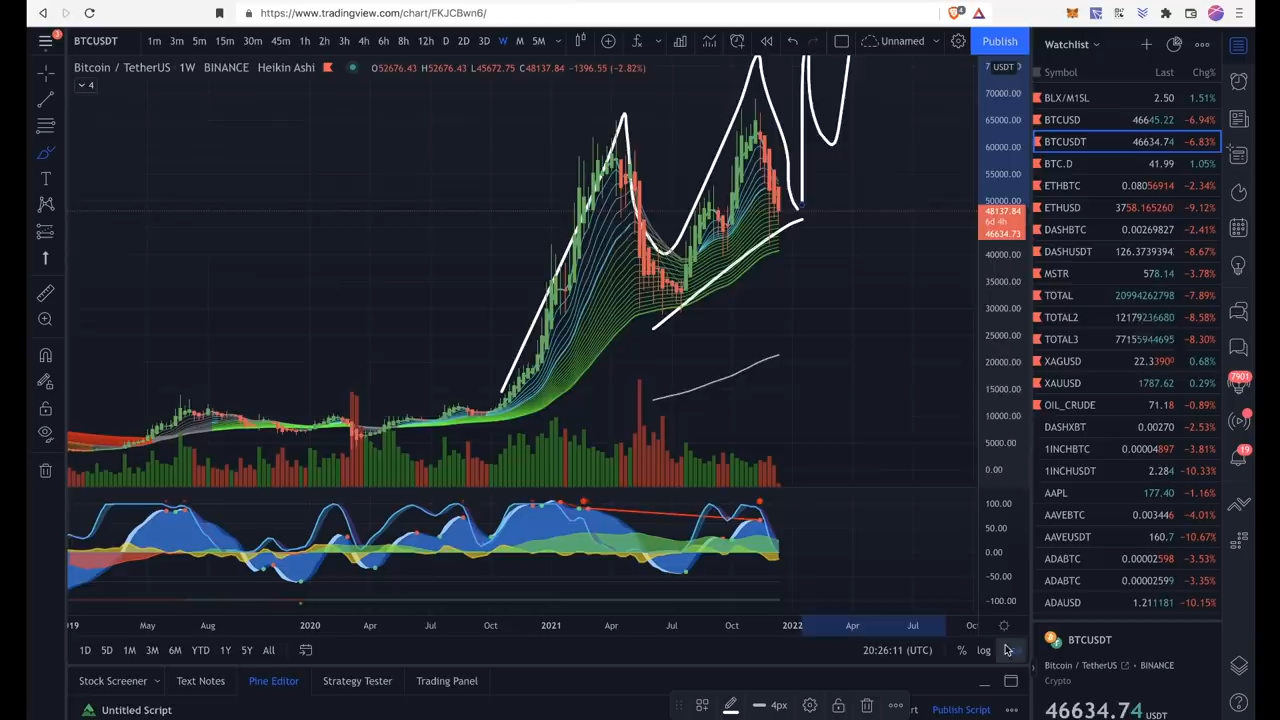 https://www.tradingview.com/chart/FKJCBwn6/
BTCUSDT 1m 3m 5m 15m 30m 1h 2h 3h 4h 6h 8h 12h D 2D 3D W M 5M Unnamed Publish
Bitcoin / TetherUS 1W BINANCE Heikin Ashi O52676.43 H52676.43 L45672.75 C48137.84 −1396.55 (−2.82%)
4
USDT
70000.00
65000.00
60000.00
55000.00
50000.00
48137.84
6d 4h
46634.73
40000.00
35000.00
30000.00
25000.00
20000.00
15000.00
10000.00
5000.00
0.00
100.00
50.00
0.00
−50.00
−100.00
May Aug 2020 Apr Jul Oct 2021 Apr Jul Oct 2022 Apr Jul
1D 5D 1M 3M 6M YTD 1Y 5Y All 20:26:11 (UTC) % log
Stock Screener Text Notes Pine Editor Strategy Tester Trading Panel
Untitled Script 4px Publish Script
Watchlist
Symbol Last Chg%
BLX/M1SL 2.50 1.51%
BTCUSD 46645.22 −6.94%
BTCUSDT 46634.74 −6.83%
BTC.D 41.99 1.05%
ETHBTC 0.08056914 −2.34%
ETHUSD 3758.165260 −9.12%
DASHBTC 0.00269827 −2.41%
DASHUSDT 126.3739394 −8.67%
MSTR 578.14 −3.78%
TOTAL 20994262798 −7.89%
TOTAL2 12179236680 −8.58%
TOTAL3 77155944695 −8.30%
XAGUSD 22.3390 0.68%
XAUUSD 1787.62 0.29%
OIL_CRUDE 71.18 −0.89%
DASHXBT 0.00270 −2.53%
1INCHBTC 0.00004897 −3.81%
1INCHUSDT 2.284 −10.33%
AAPL 177.40 −1.16%
AAVEBTC 0.003446 −4.01%
AAVEUSDT 160.7 −10.67%
ADABTC 0.00002598 −3.53%
ADABTC 0.00002599 −3.35%
ADAUSD 1.211181 −10.15%
BTCUSDT
Bitcoin / TetherUS BINANCE
Crypto
46634.74 USDT
3
4
7901
19